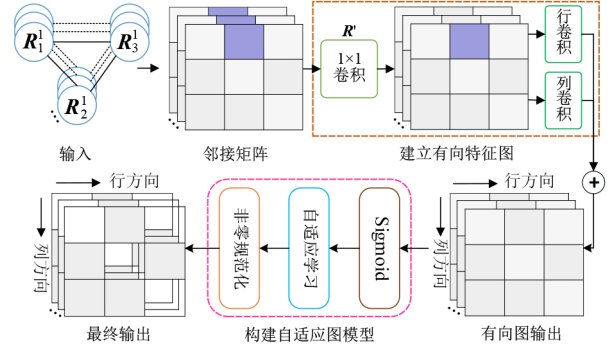 R¹₁
R¹₃
R¹₂
输入
邻接矩阵
R'
1×1
卷积
行卷积
列卷积
建立有向特征图
+
行方向
列方向
有向图输出
Sigmoid
自适应学习
非零规范化
构建自适应图模型
行方向
列方向
最终输出